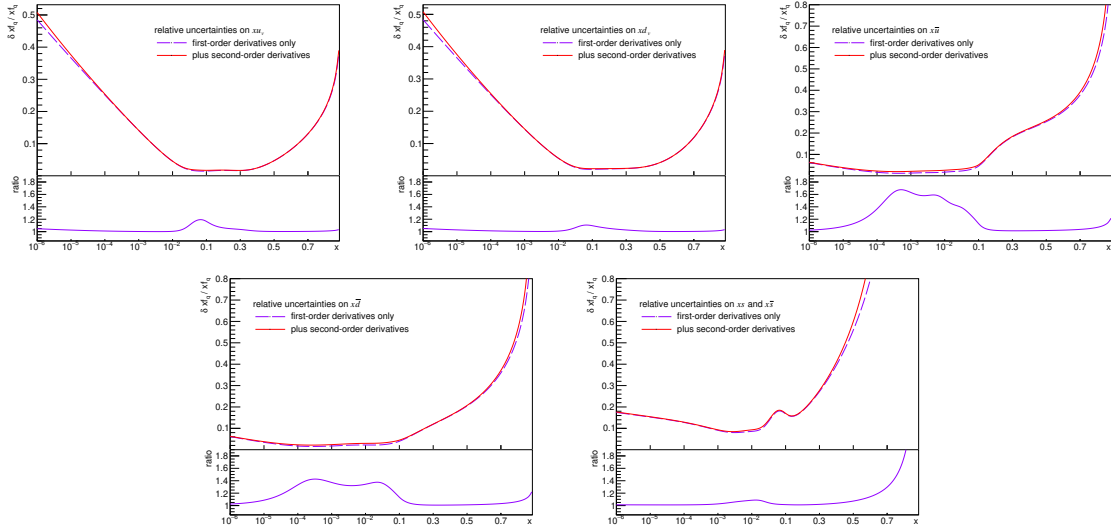 δ xf_q / xf_q
relative uncertainties on xu_v
first-order derivatives only
plus second-order derivatives
0.5
0.4
0.3
0.2
0.1
ratio
1.8
1.6
1.4
1.2
1
10⁻⁶ 10⁻⁵ 10⁻⁴ 10⁻³ 10⁻² 0.1 0.3 0.5 0.7 x
δ xf_q / xf_q
relative uncertainties on xd_v
first-order derivatives only
plus second-order derivatives
0.5
0.4
0.3
0.2
0.1
ratio
1.8
1.6
1.4
1.2
1
10⁻⁶ 10⁻⁵ 10⁻⁴ 10⁻³ 10⁻² 0.1 0.3 0.5 0.7 x
δ xf_q / xf_q
relative uncertainties on xū
first-order derivatives only
plus second-order derivatives
0.8
0.7
0.6
0.5
0.4
0.3
0.2
0.1
ratio
1.8
1.6
1.4
1.2
1
10⁻⁶ 10⁻⁵ 10⁻⁴ 10⁻³ 10⁻² 0.1 0.3 0.5 0.7 x
δ xf_q / xf_q
relative uncertainties on xd̅
first-order derivatives only
plus second-order derivatives
0.8
0.7
0.6
0.5
0.4
0.3
0.2
0.1
ratio
1.8
1.6
1.4
1.2
1
10⁻⁶ 10⁻⁵ 10⁻⁴ 10⁻³ 10⁻² 0.1 0.3 0.5 0.7 x
δ xf_q / xf_q
relative uncertainties on xs and xs̅
first-order derivatives only
plus second-order derivatives
0.8
0.7
0.6
0.5
0.4
0.3
0.2
0.1
ratio
1.8
1.6
1.4
1.2
1
10⁻⁶ 10⁻⁵ 10⁻⁴ 10⁻³ 10⁻² 0.1 0.3 0.5 0.7 x